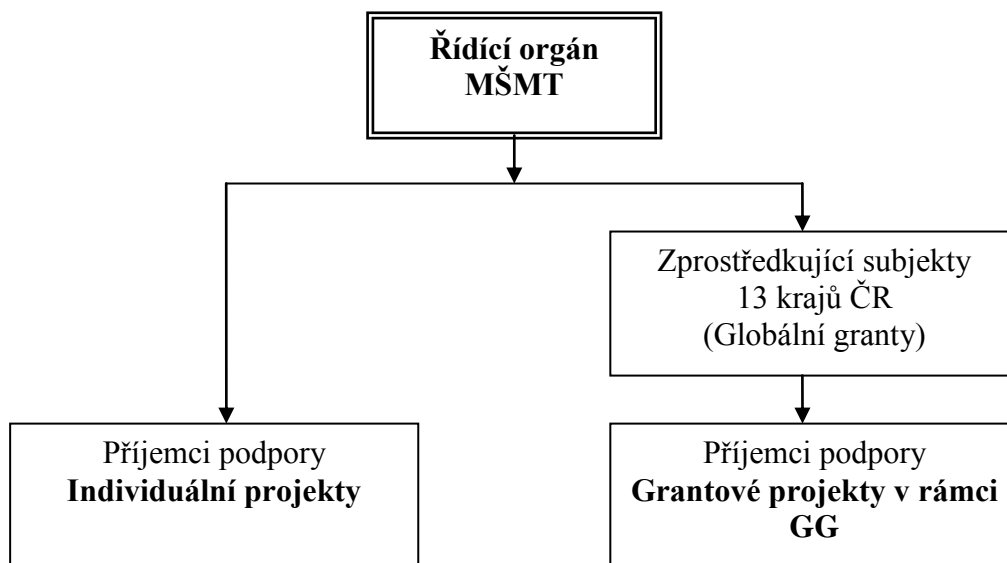 Řídící orgán
MŠMT
Zprostředkující subjekty
13 krajů ČR
(Globální granty)
Příjemci podpory
Individuální projekty
Příjemci podpory
Grantové projekty v rámci
GG